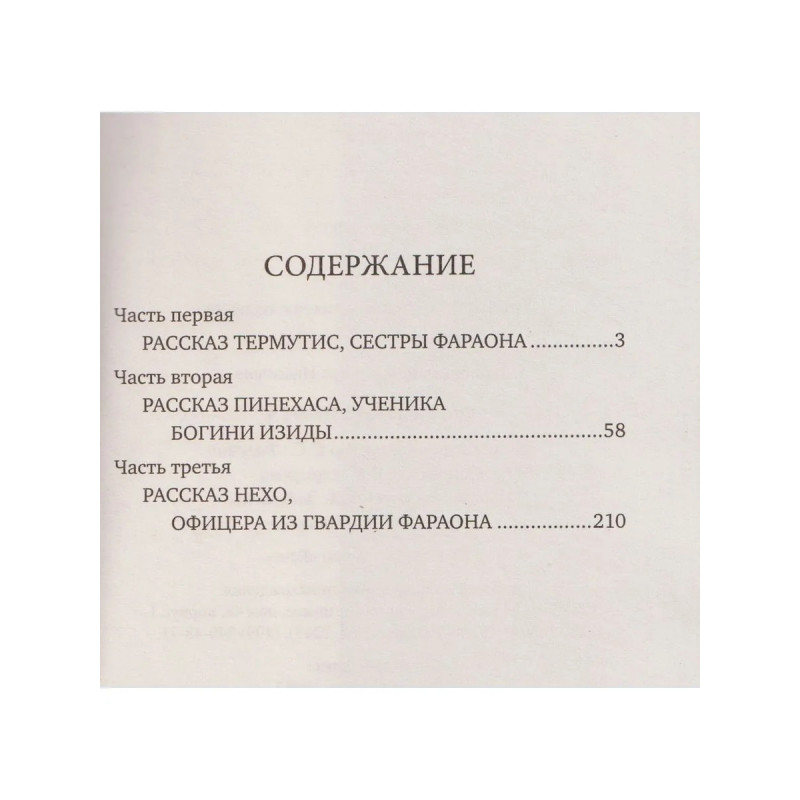 СОДЕРЖАНИЕ
Часть первая
РАССКАЗ ТЕРМУТИС, СЕСТРЫ ФАРАОНА..............3
Часть вторая
РАССКАЗ ПИНЕХАСА, УЧЕНИКА
БОГИНИ ИЗИДЫ.............................................58
Часть третья
РАССКАЗ НЕХО,
ОФИЦЕРА ИЗ ГВАРДИИ ФАРАОНА ................210